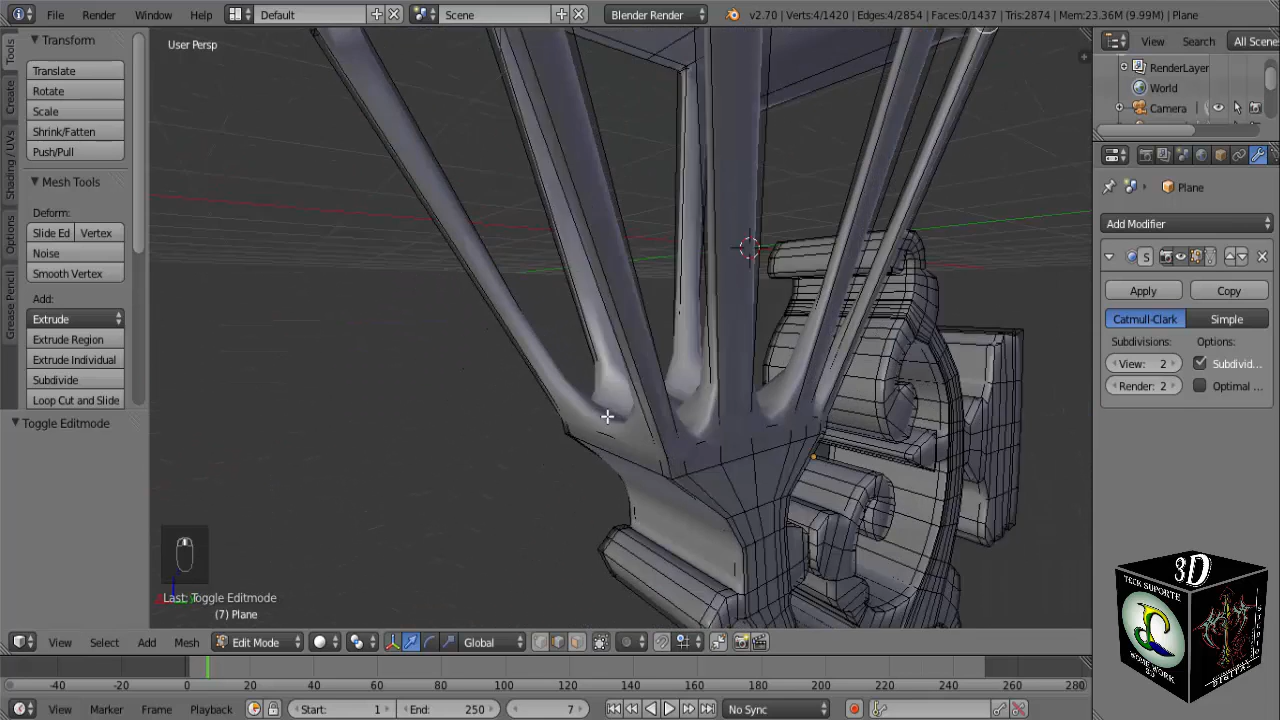 File Render Window Help Default Scene Blender Render v2.70 | Verts:4/1420 | Edges:4/2854 | Faces:0/1437 | Tris:2874 | Mem:23.36M (9.99M) | Plane
User Persp
Tools
Create
Shading / UVs
Options
Grease Pencil
Transform
Translate
Rotate
Scale
Shrink/Fatten
Push/Pull
Mesh Tools
Deform:
Slide Ed Vertex
Noise
Smooth Vertex
Add:
Extrude
Extrude Region
Extrude Individual
Subdivide
Loop Cut and Slide
Toggle Editmode
Last: Toggle Editmode
(7) Plane
View Search All Scene
RenderLayer
World
Camera
Plane
Add Modifier
S
Apply Copy
Catmull-Clark Simple
Subdivisions: Options:
View: 2 Subdivid
Render: 2 Optimal
3D
TECK SUPORTE
SOME WORK
3D
DIGITAL
View Select Add Mesh Edit Mode Global
-40 -20 0 20 40 60 80 100 120 140 160 180 200 220 240 260 280
View Marker Frame Playback Start: 1 End: 250 7 No Sync